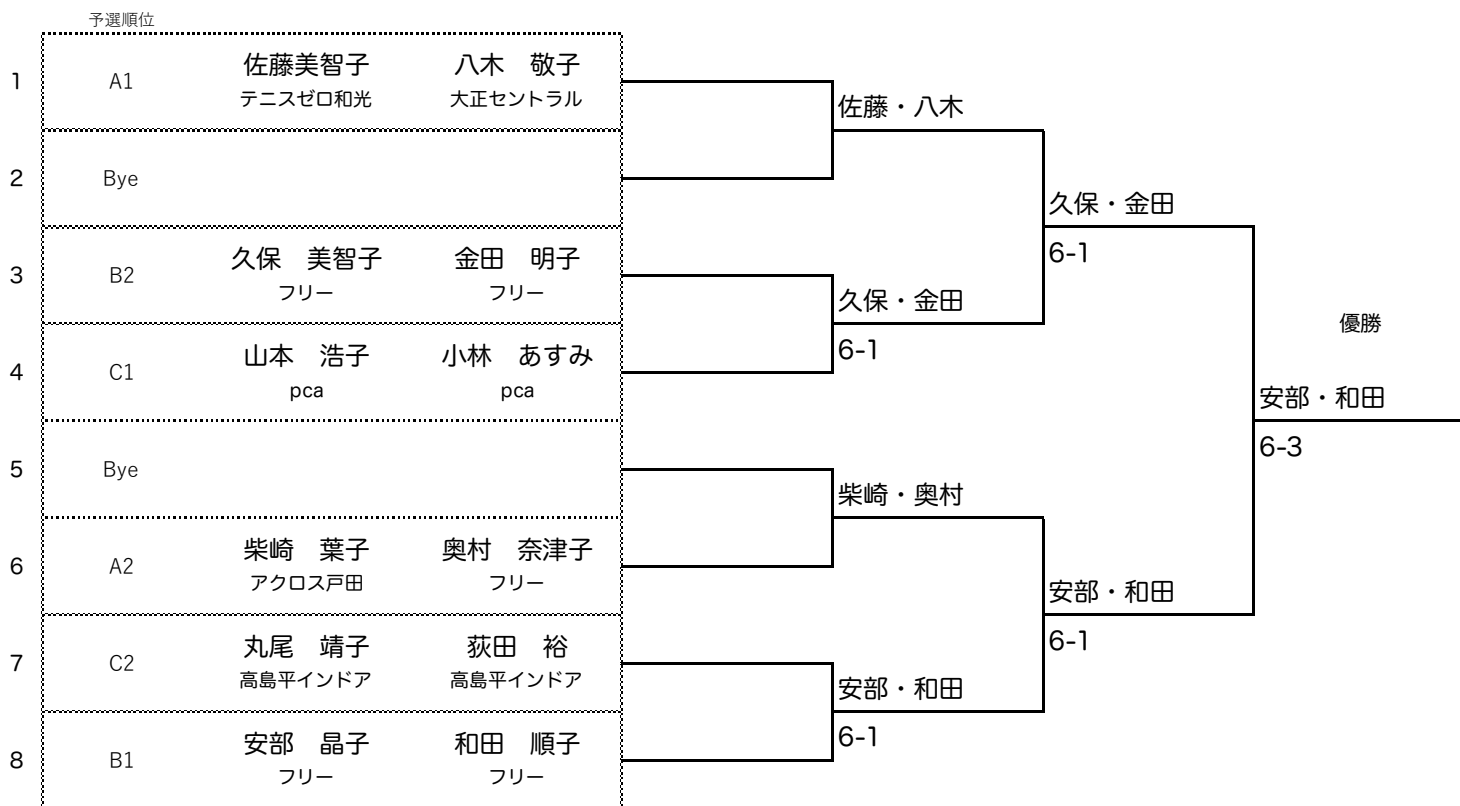 予選順位
1 A1 佐藤美智子 八木　敬子
テニスゼロ和光 大正セントラル
佐藤・八木
2 Bye
久保・金田
6-1
3 B2 久保　美智子 金田　明子
フリー フリー
久保・金田
6-1
4 C1 山本　浩子 小林　あすみ
pca pca
優勝
安部・和田
6-3
5 Bye
柴崎・奥村
6 A2 柴崎　葉子 奥村　奈津子
アクロス戸田 フリー
安部・和田
6-1
7 C2 丸尾　靖子 荻田　裕
高島平インドア 高島平インドア
安部・和田
6-1
8 B1 安部　晶子 和田　順子
フリー フリー